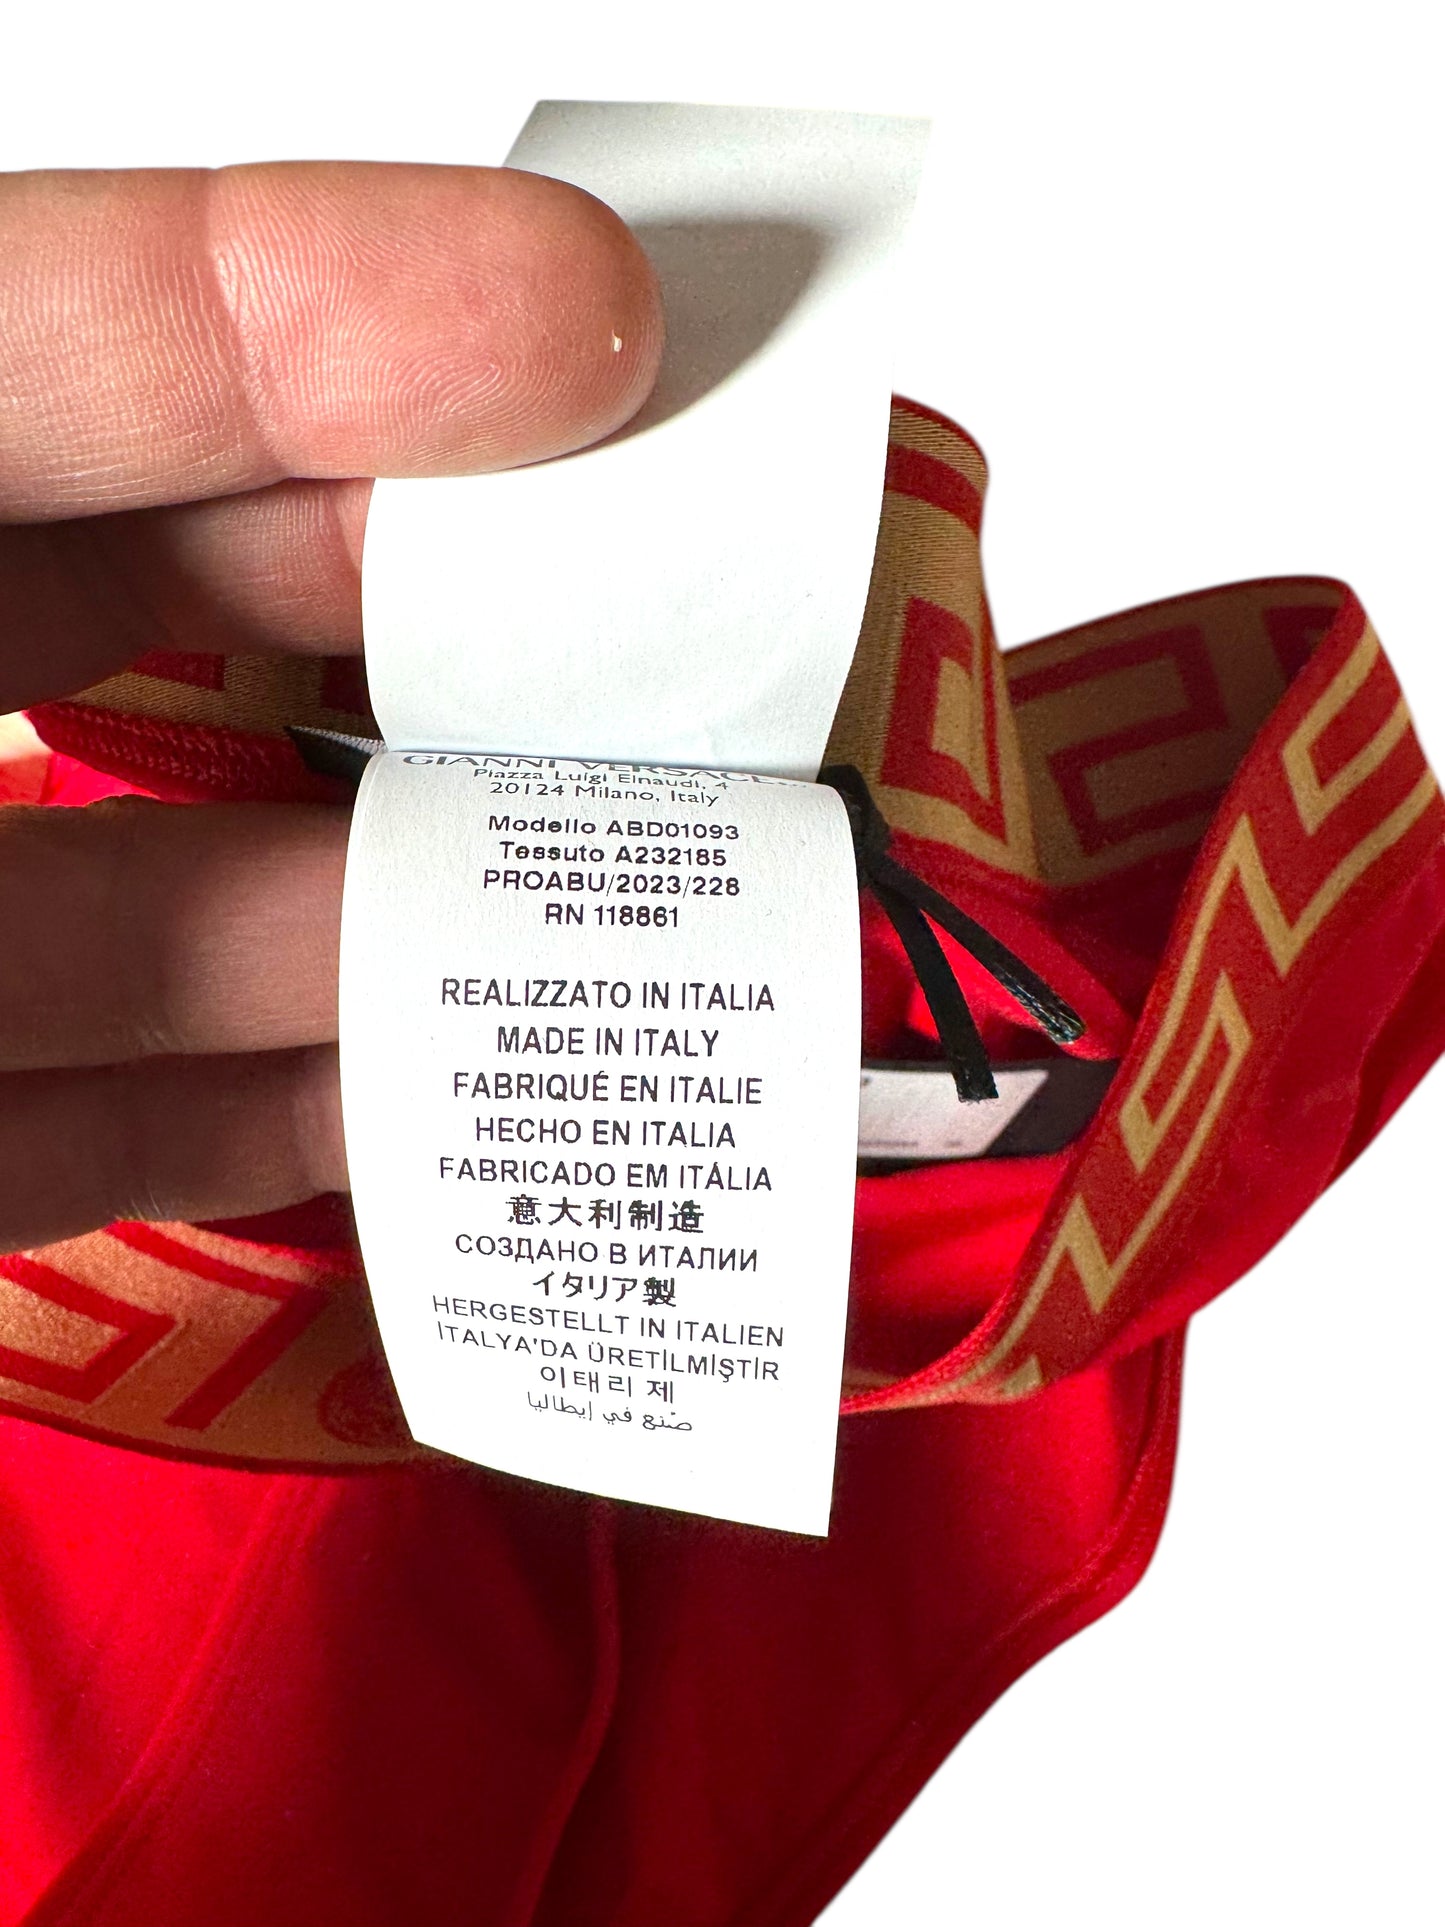 GIANNI VERSACE
Piazza Luigi Einaudi, 4
20124 Milano, Italy
Modello ABD01093
Tessuto A232185
PROABU/2023/228
RN 118861
REALIZZATO IN ITALIA
MADE IN ITALY
FABRIQUÉ EN ITALIE
HECHO EN ITALIA
FABRICADO EM ITÁLIA
意大利制造
СОЗДАНО В ИТАЛИИ
イタリア製
HERGESTELLT IN ITALIEN
İTALYA'DA ÜRETİLMİŞTİR
이태리 제
صنع في إيطاليا